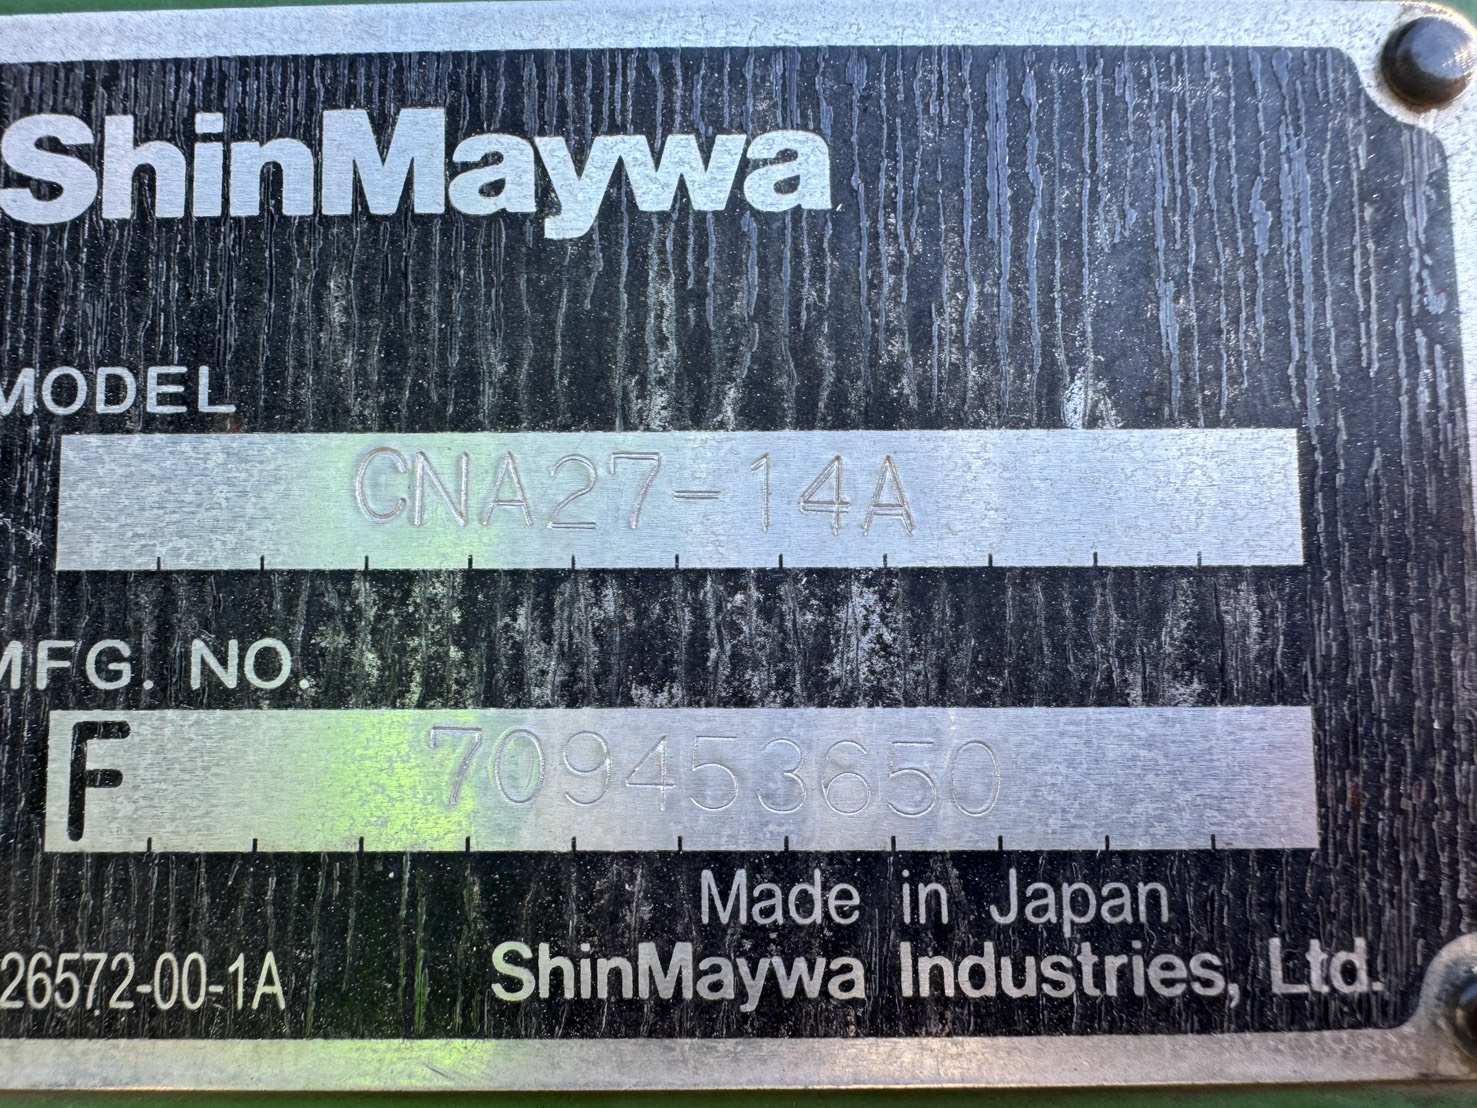 ShinMaywa
MODEL
CNA27-14A
MFG. NO.
F 709453650
Made in Japan
26572-00-1A ShinMaywa Industries, Ltd.